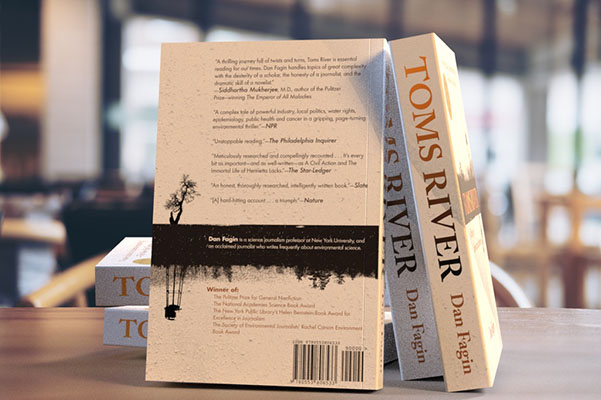 "A thrilling journey full of twists and turns, Toms River is essential
reading for our times. Dan Fagin handles topics of great complexity
with the dexterity of a scholar, the honesty of a journalist, and the
dramatic skill of a novelist."
—Siddhartha Mukherjee, M.D., author of the Pulitzer
Prize–winning The Emperor of All Maladies
"A complex tale of powerful industry, local politics, water rights,
epidemiology, public health and cancer in a gripping, page-turning
environmental thriller."—NPR
"Unstoppable reading."—The Philadelphia Inquirer
"Meticulously researched and compellingly recounted . . . It's every
bit as important—and as well-written—as A Civil Action and The
Immortal Life of Henrietta Lacks."—The Star-Ledger
"An honest, thoroughly researched, intelligently written book."—Slate
"[A] hard-hitting account . . . a triumph."—Nature
Dan Fagin is a science journalism professor at New York University, and
an acclaimed journalist who writes frequently about environmental science.
Winner of:
The Pulitzer Prize for General Nonfiction
The National Academies Science Book Award
The New York Public Library's Helen Bernstein Book Award for
Excellence in Journalism
The Society of Environmental Journalists' Rachel Carson Environment
Book Award
90000
TOMS RIVER Dan Fagin
MS RIVER Dan Fagin
TO
TO